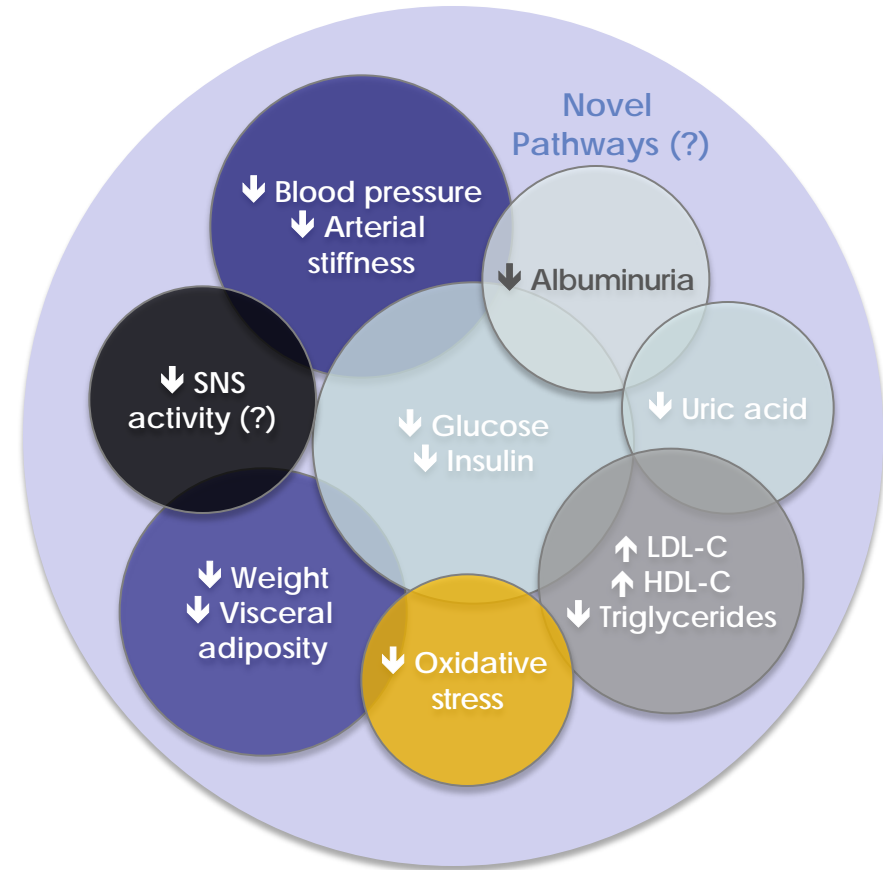 Novel
Pathways (?)
↓ Blood pressure
↓ Arterial
stiffness
↓ Albuminuria
↓ SNS
activity (?)
↓ Glucose
↓ Insulin
↓ Uric acid
↑ LDL-C
↑ HDL-C
↓ Triglycerides
↓ Weight
↓ Visceral
adiposity
↓ Oxidative
stress